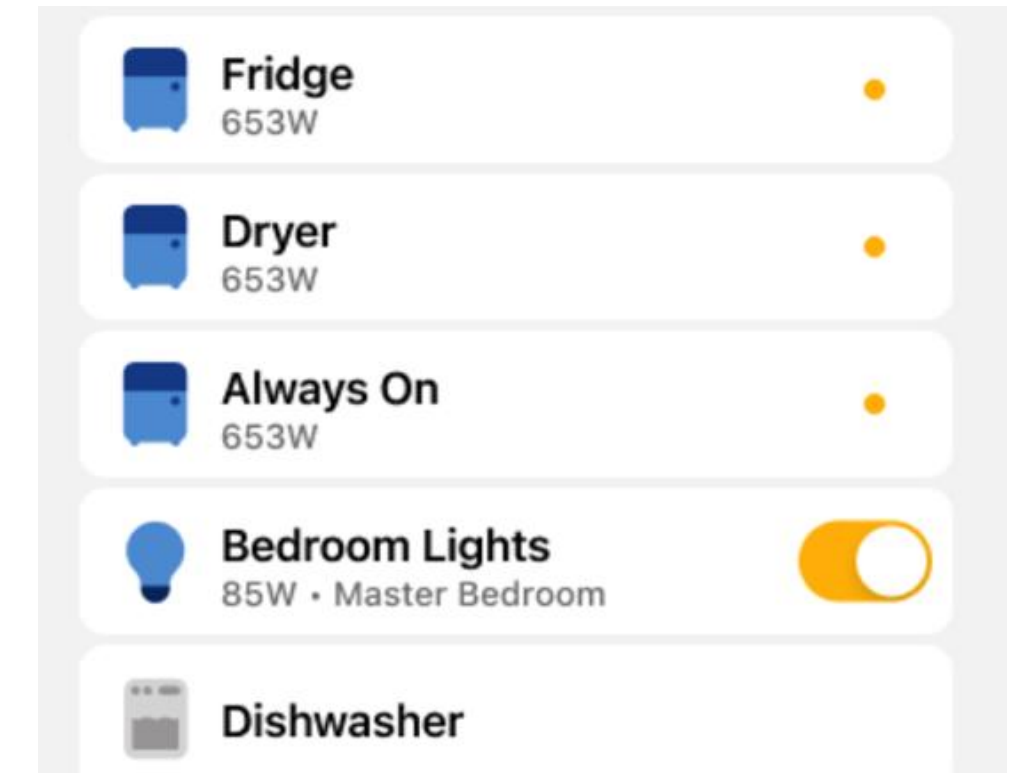 Fridge
653W
Dryer
653W
Always On
653W
Bedroom Lights
85W • Master Bedroom
Dishwasher